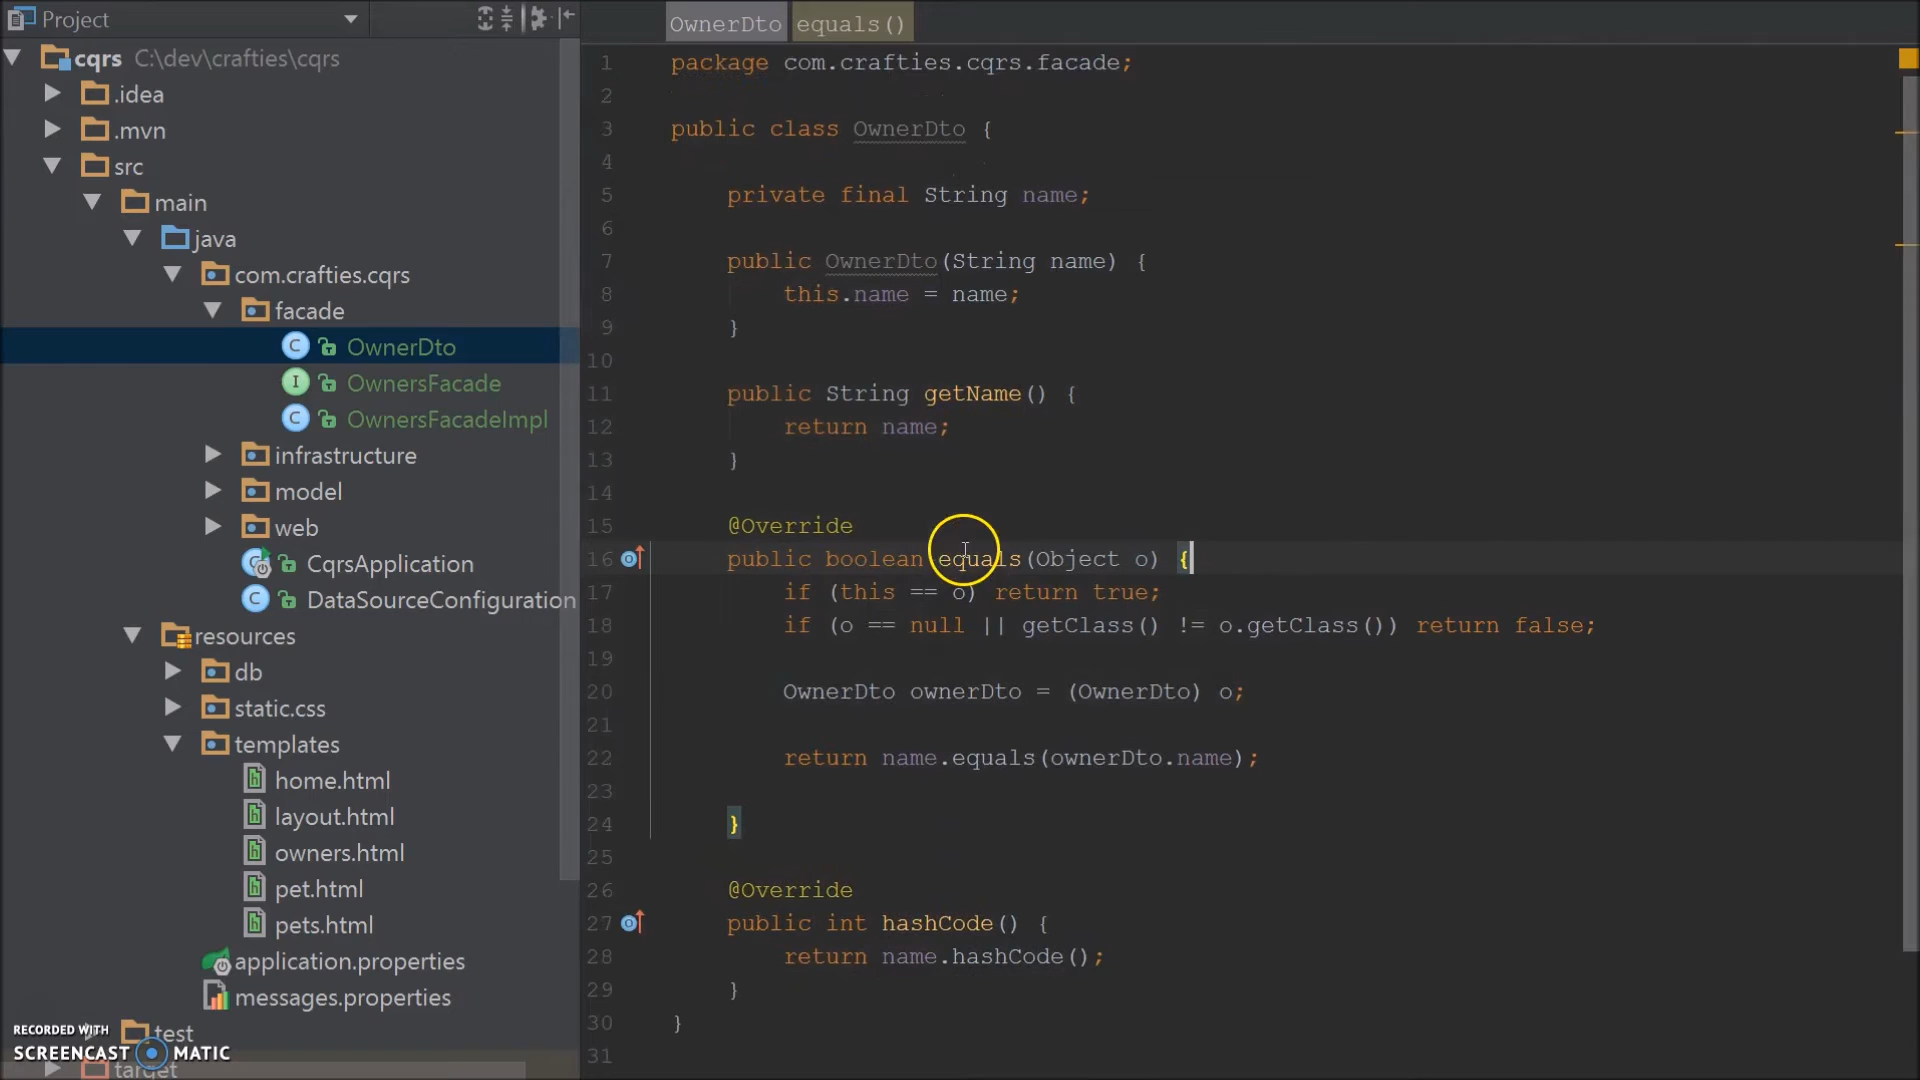 Project
cqrs C:\dev\crafties\cqrs
.idea
.mvn
src
main
java
com.crafties.cqrs
facade
C OwnerDto
I OwnersFacade
C OwnersFacadeImpl
infrastructure
model
web
CqrsApplication
C DataSourceConfiguration
resources
db
static.css
templates
home.html
layout.html
owners.html
pet.html
pets.html
application.properties
messages.properties
test
target
RECORDED WITH
SCREENCAST MATIC
OwnerDto equals()
1 package com.crafties.cqrs.facade;
2
3 public class OwnerDto {
4
5 private final String name;
6
7 public OwnerDto(String name) {
8 this.name = name;
9 }
10
11 public String getName() {
12 return name;
13 }
14
15 @Override
16 public boolean equals(Object o) {
17 if (this == o) return true;
18 if (o == null || getClass() != o.getClass()) return false;
19
20 OwnerDto ownerDto = (OwnerDto) o;
21
22 return name.equals(ownerDto.name);
23
24 }
25
26 @Override
27 public int hashCode() {
28 return name.hashCode();
29 }
30 }
31